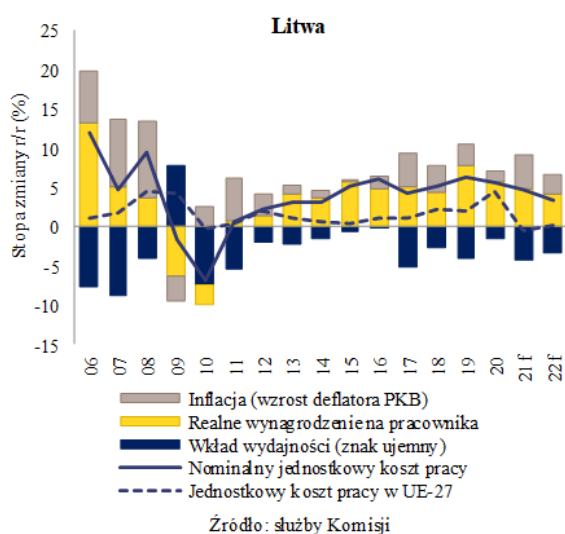 Litwa
Stopa zmiany r/r (%)
25
20
15
10
5
0
-5
-10
-15
06 07 08 09 10 11 12 13 14 15 16 17 18 19 20 21f 22f
Inflacja (wzrost deflatora PKB)
Realne wynagrodzenie na pracownika
Wkład wydajności (znak ujemny)
Nominalny jednostkowy koszt pracy
Jednostkowy koszt pracy w UE-27
Źródło: służby Komisji